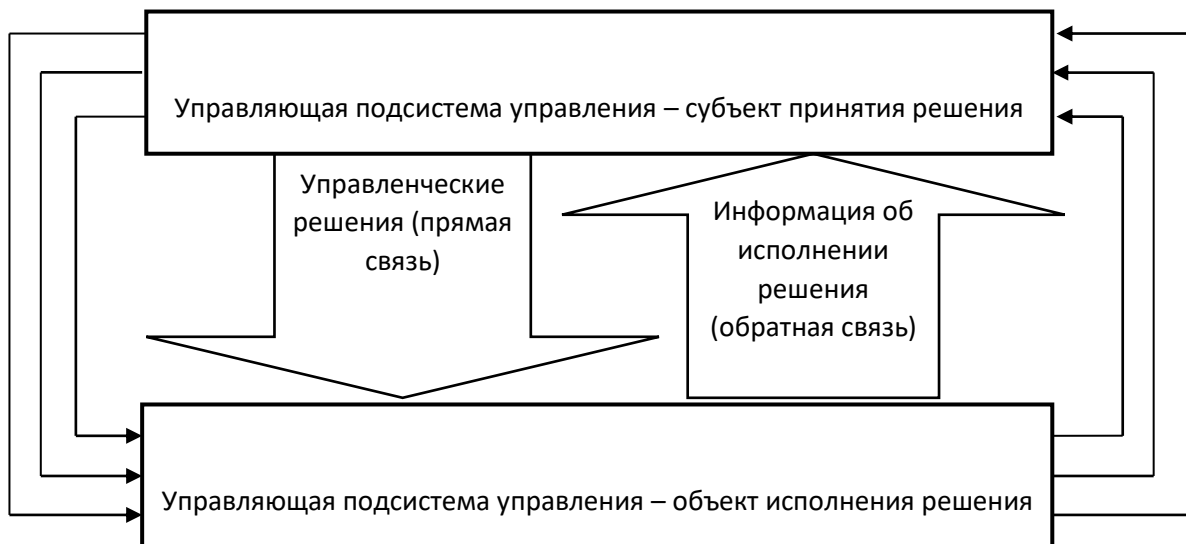 Управляющая подсистема управления – субъект принятия решения
Управленческие
решения (прямая
связь)
Информация об
исполнении
решения
(обратная связь)
Управляющая подсистема управления – объект исполнения решения